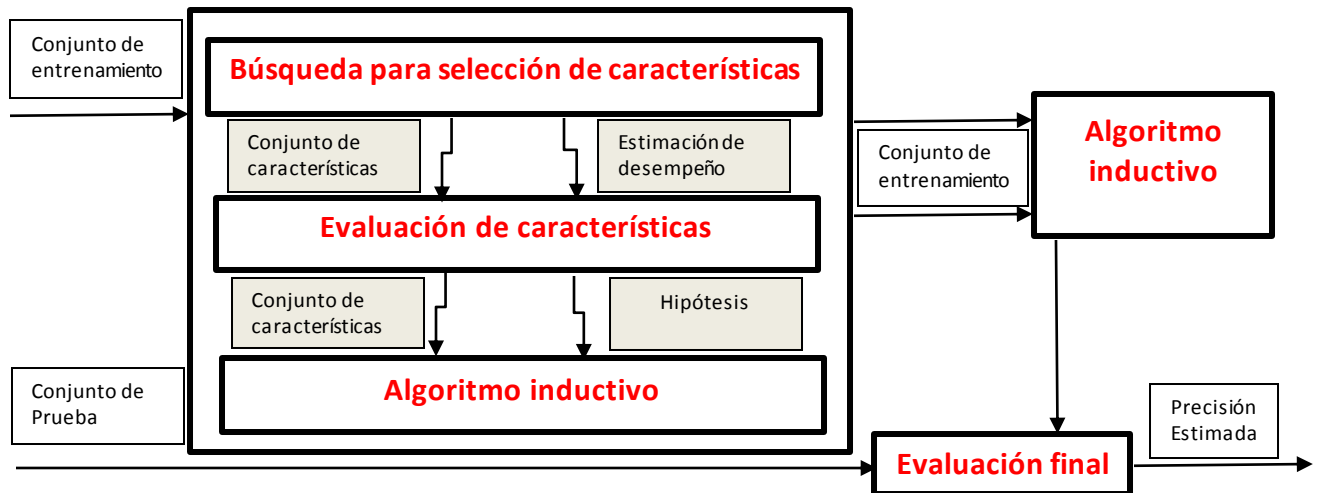 Conjunto de
entrenamiento
Búsqueda para selección de características
Conjunto de
características
Estimación de
desempeño
Evaluación de características
Conjunto de
características
Hipótesis
Algoritmo inductivo
Conjunto de
entrenamiento
Algoritmo
inductivo
Conjunto de
Prueba
Evaluación final
Precisión
Estimada